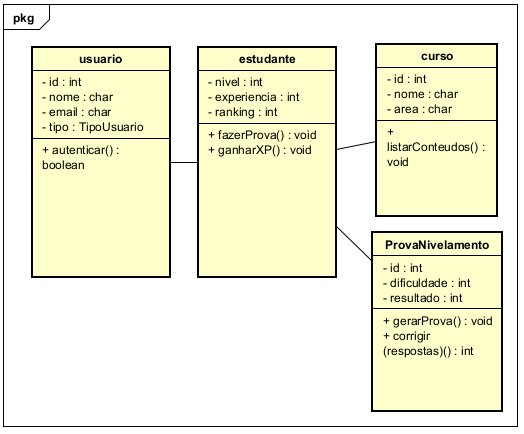 pkg
usuario
- id : int
- nome : char
- email : char
- tipo : TipoUsuario
+ autenticar() :
boolean
estudante
- nivel : int
- experiencia : int
- ranking : int
+ fazerProva() : void
+ ganharXP() : void
curso
- id : int
- nome : char
- area : char
+
listarConteudos() :
void
ProvaNivelamento
- id : int
- dificuldade : int
- resultado : int
+ gerarProva() : void
+ corrigir
(respostas)() : int